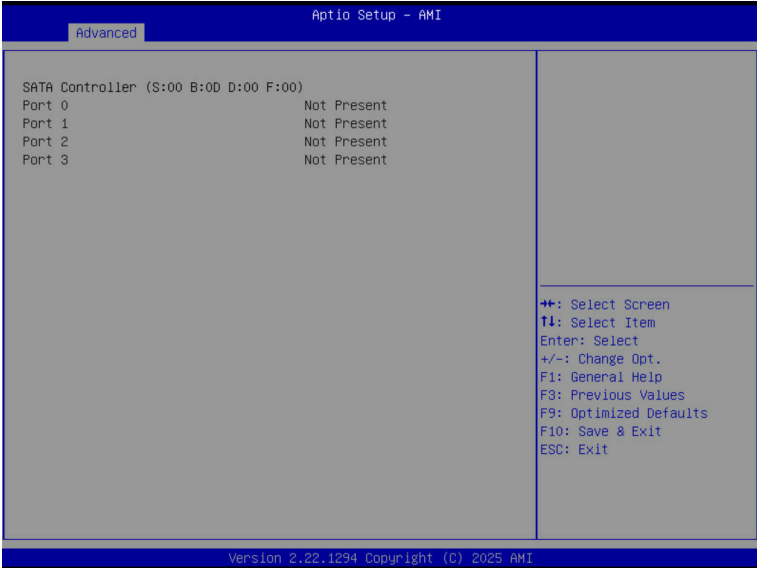 Aptio Setup - AMI
Advanced
SATA Controller (S:00 B:0D D:00 F:00)
Port 0 Not Present
Port 1 Not Present
Port 2 Not Present
Port 3 Not Present
→←: Select Screen
↑↓: Select Item
Enter: Select
+/-: Change Opt.
F1: General Help
F3: Previous Values
F9: Optimized Defaults
F10: Save & Exit
ESC: Exit
Version 2.22.1294 Copyright (C) 2025 AMI